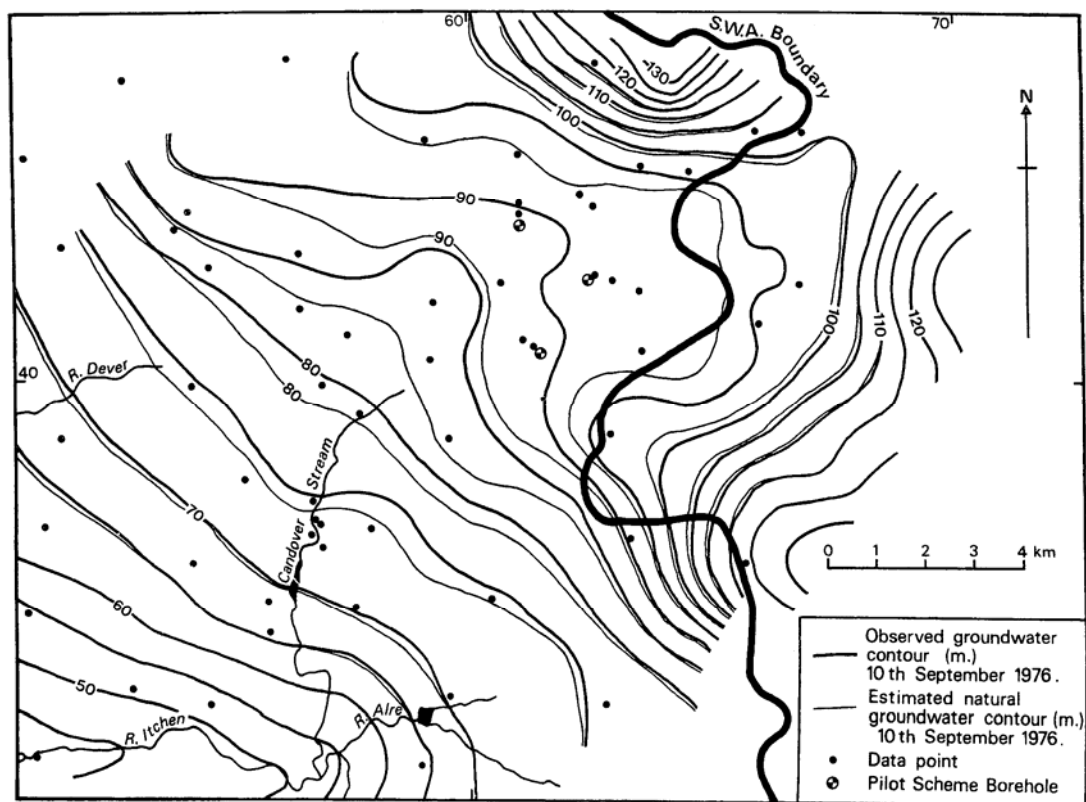 60
70
S.W.A. Boundary
-130
120
110
100
N
90
90
100
110
120
80
80
40
R. Dever
Candover Stream
70
60
50
R. Itchen
R. Alre
0 1 2 3 4 km
Observed groundwater
contour (m.)
10th September 1976.
Estimated natural
groundwater contour (m.)
10th September 1976.
Data point
Pilot Scheme Borehole